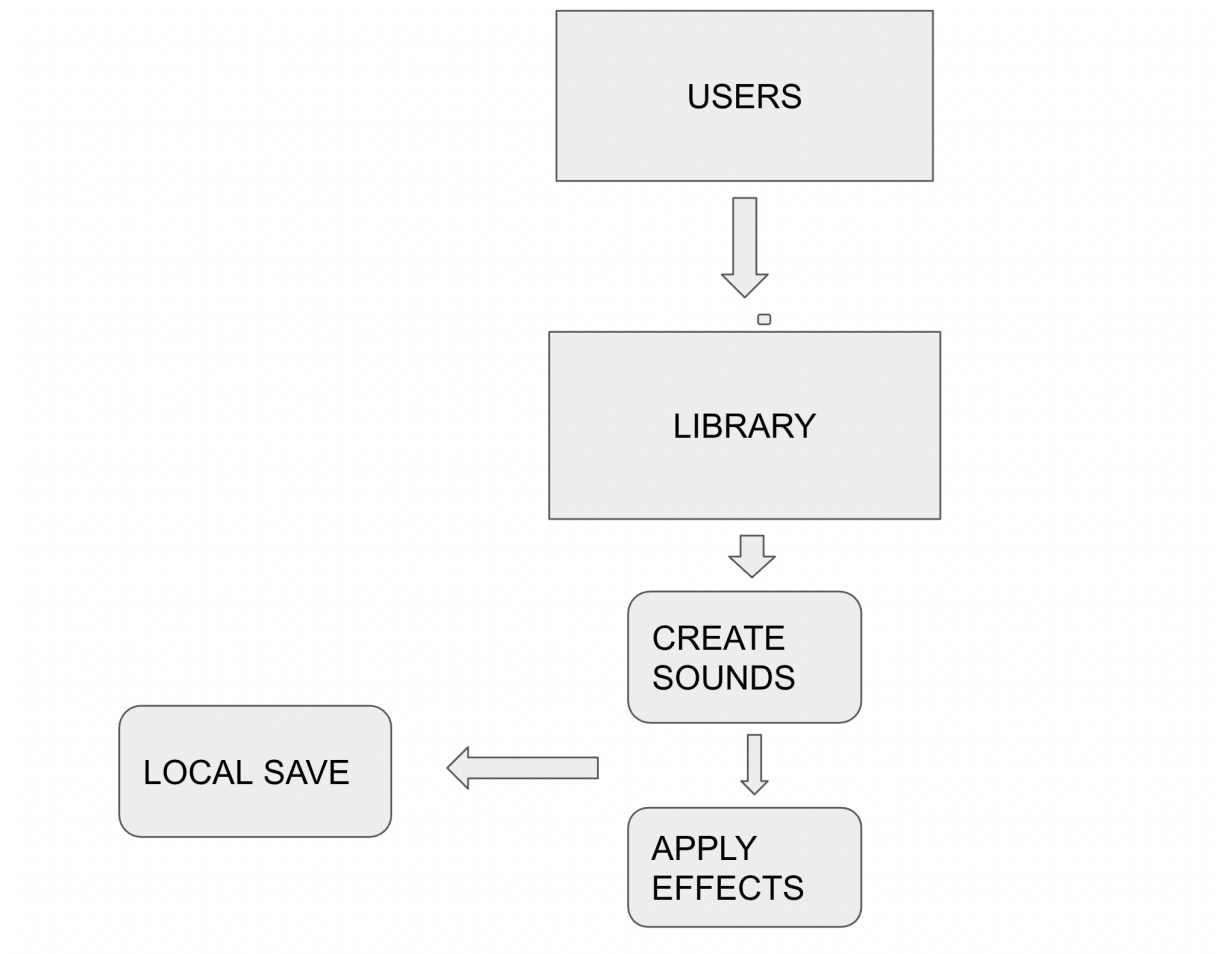 USERS
LIBRARY
CREATE
SOUNDS
LOCAL SAVE
APPLY
EFFECTS